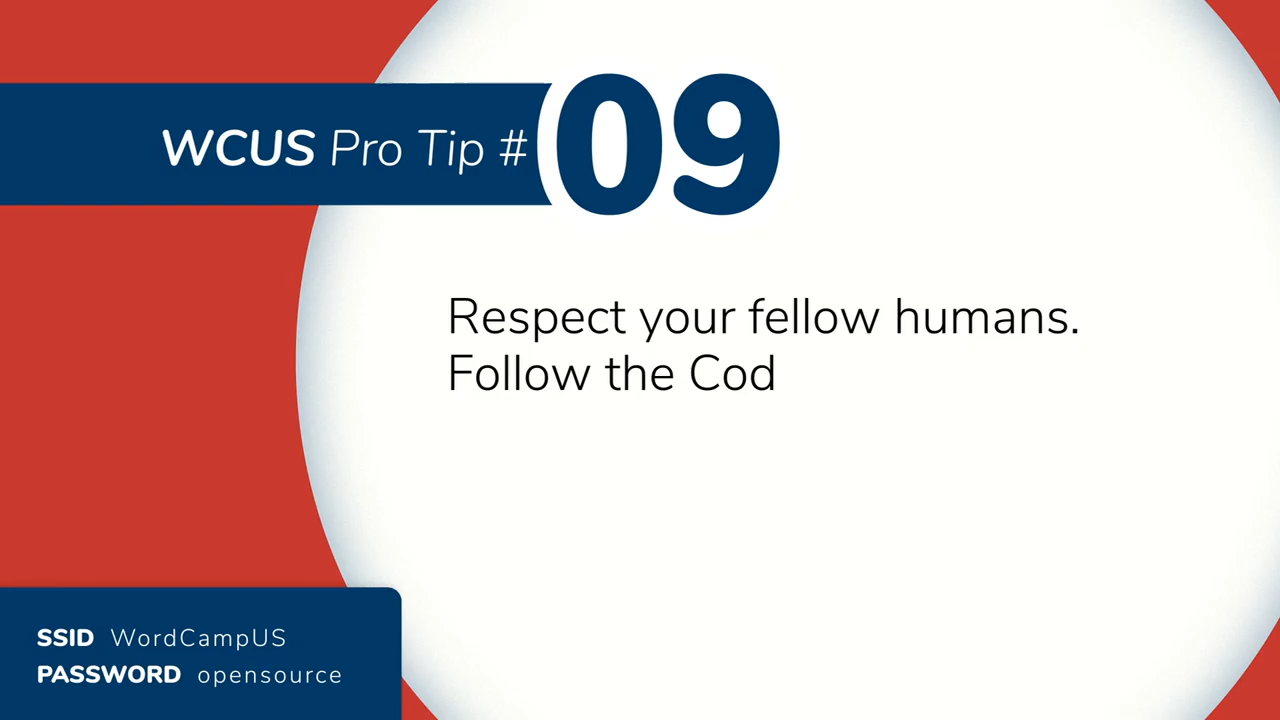 WCUS Pro Tip # 09
Respect your fellow humans.
Follow the Cod
SSID WordCampUS
PASSWORD opensource